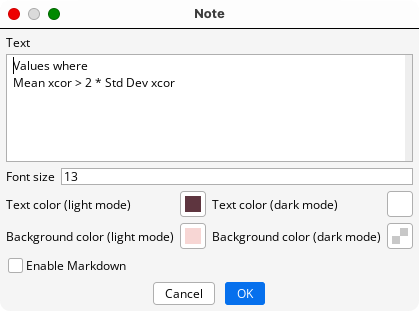 Note
Text
Values where
Mean xcor > 2 * Std Dev xcor
Font size 13
Text color (light mode) Text color (dark mode)
Background color (light mode) Background color (dark mode)
Enable Markdown
Cancel OK